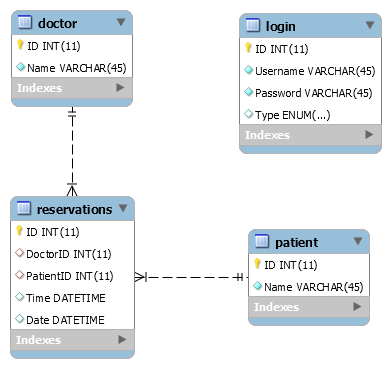 doctor
ID INT(11)
Name VARCHAR(45)
Indexes
login
ID INT(11)
Username VARCHAR(45)
Password VARCHAR(45)
Type ENUM(...)
Indexes
reservations
ID INT(11)
DoctorID INT(11)
PatientID INT(11)
Time DATETIME
Date DATETIME
Indexes
patient
ID INT(11)
Name VARCHAR(45)
Indexes